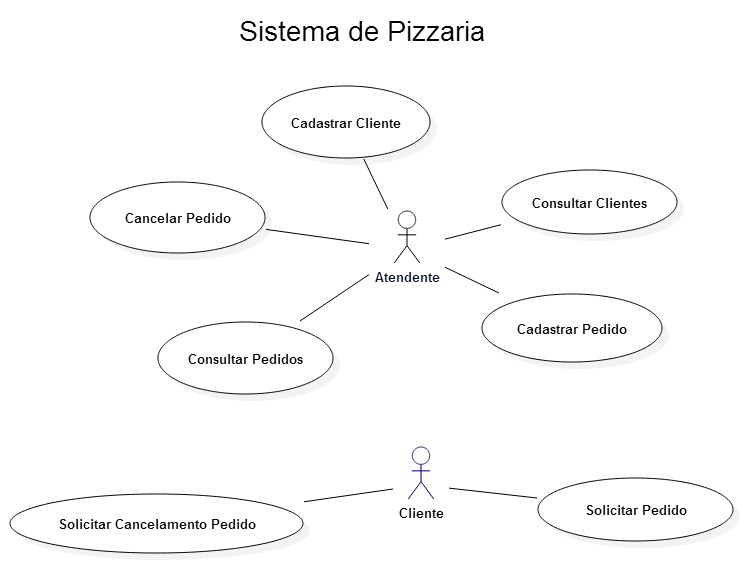 Sistema de Pizzaria
Cadastrar Cliente
Consultar Clientes
Cancelar Pedido
Atendente
Cadastrar Pedido
Consultar Pedidos
Cliente
Solicitar Pedido
Solicitar Cancelamento Pedido